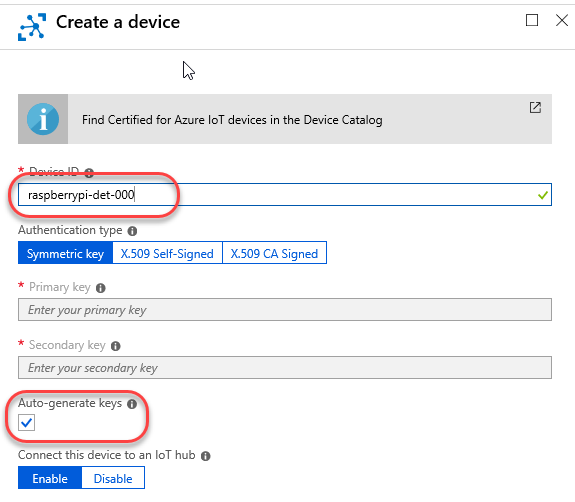 Create a device
Find Certified for Azure IoT devices in the Device Catalog
* Device ID
raspberrypi-det-000
Authentication type
Symmetric key X.509 Self-Signed X.509 CA Signed
* Primary key
Enter your primary key
* Secondary key
Enter your secondary key
Auto-generate keys
Connect this device to an IoT hub
Enable Disable